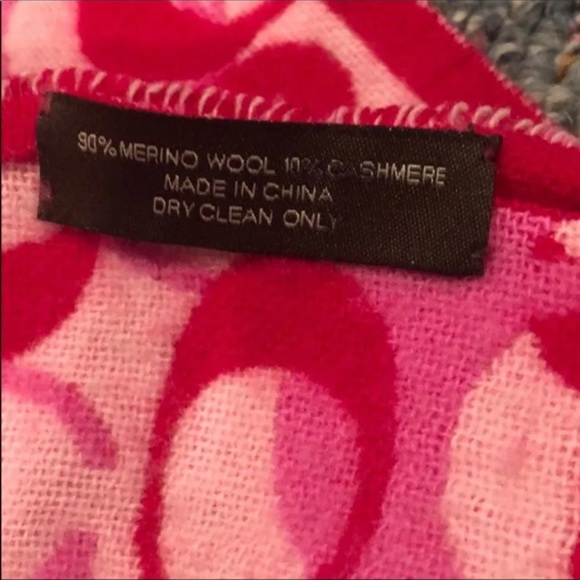 90% MERINO WOOL 10% CASHMERE
MADE IN CHINA
DRY CLEAN ONLY